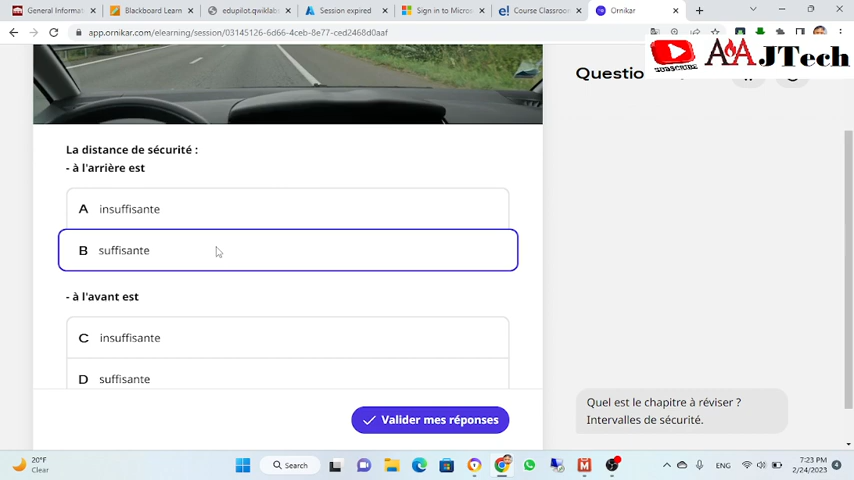 General Informat
Blackboard Learn
edupilot.qwiklab
Session expired
Sign in to Micro
Course Classroom
Ornikar
app.ornikar.com/elearning/session/03145126-6d66-4ceb-8e77-ced2468d0aaf
SUBSCRIBE
AAJTech
Questio
La distance de sécurité :
- à l'arrière est
A insuffisante
B suffisante
- à l'avant est
C insuffisante
D suffisante
Valider mes réponses
Quel est le chapitre à réviser ?
Intervalles de sécurité.
20°F
Clear
Search
ENG
7:23 PM
2/24/2023